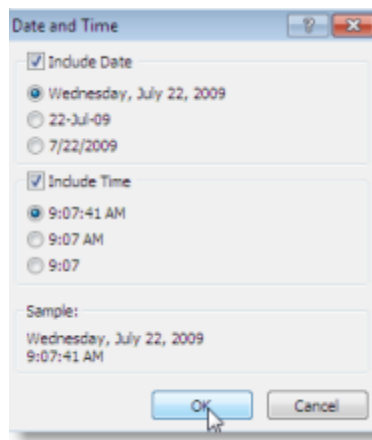 Date and Time
Include Date
Wednesday, July 22, 2009
22-Jul-09
7/22/2009
Include Time
9:07:41 AM
9:07 AM
9:07
Sample:
Wednesday, July 22, 2009
9:07:41 AM
OK Cancel